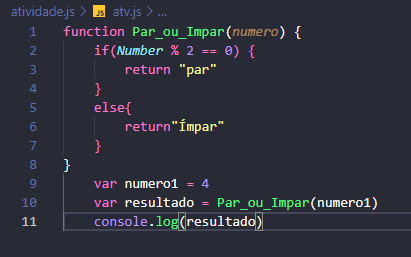 atividade.js > atv.js > ...
1 function Par_ou_Impar(numero) {
2 if(Number % 2 == 0) {
3 return "par"
4 }
5 else{
6 return"Ímpar"
7 }
8 }
9 var numero1 = 4
10 var resultado = Par_ou_Impar(numero1)
11 console.log(resultado)